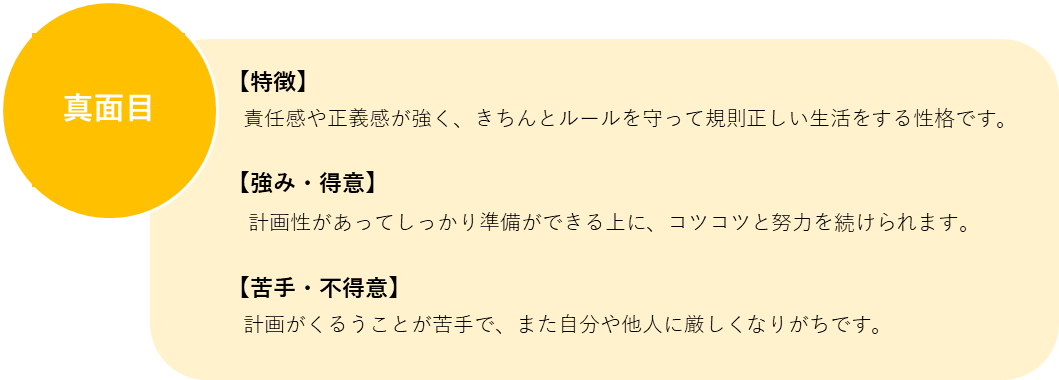 真面目
【特徴】
責任感や正義感が強く、きちんとルールを守って規則正しい生活をする性格です。
【強み・得意】
計画性があってしっかり準備ができる上に、コツコツと努力を続けられます。
【苦手・不得意】
計画がくるうことが苦手で、また自分や他人に厳しくなりがちです。